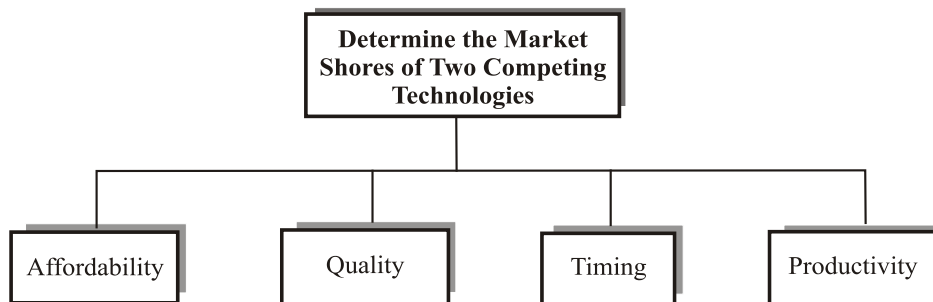 Determine the Market
Shores of Two Competing
Technologies
Affordability
Quality
Timing
Productivity